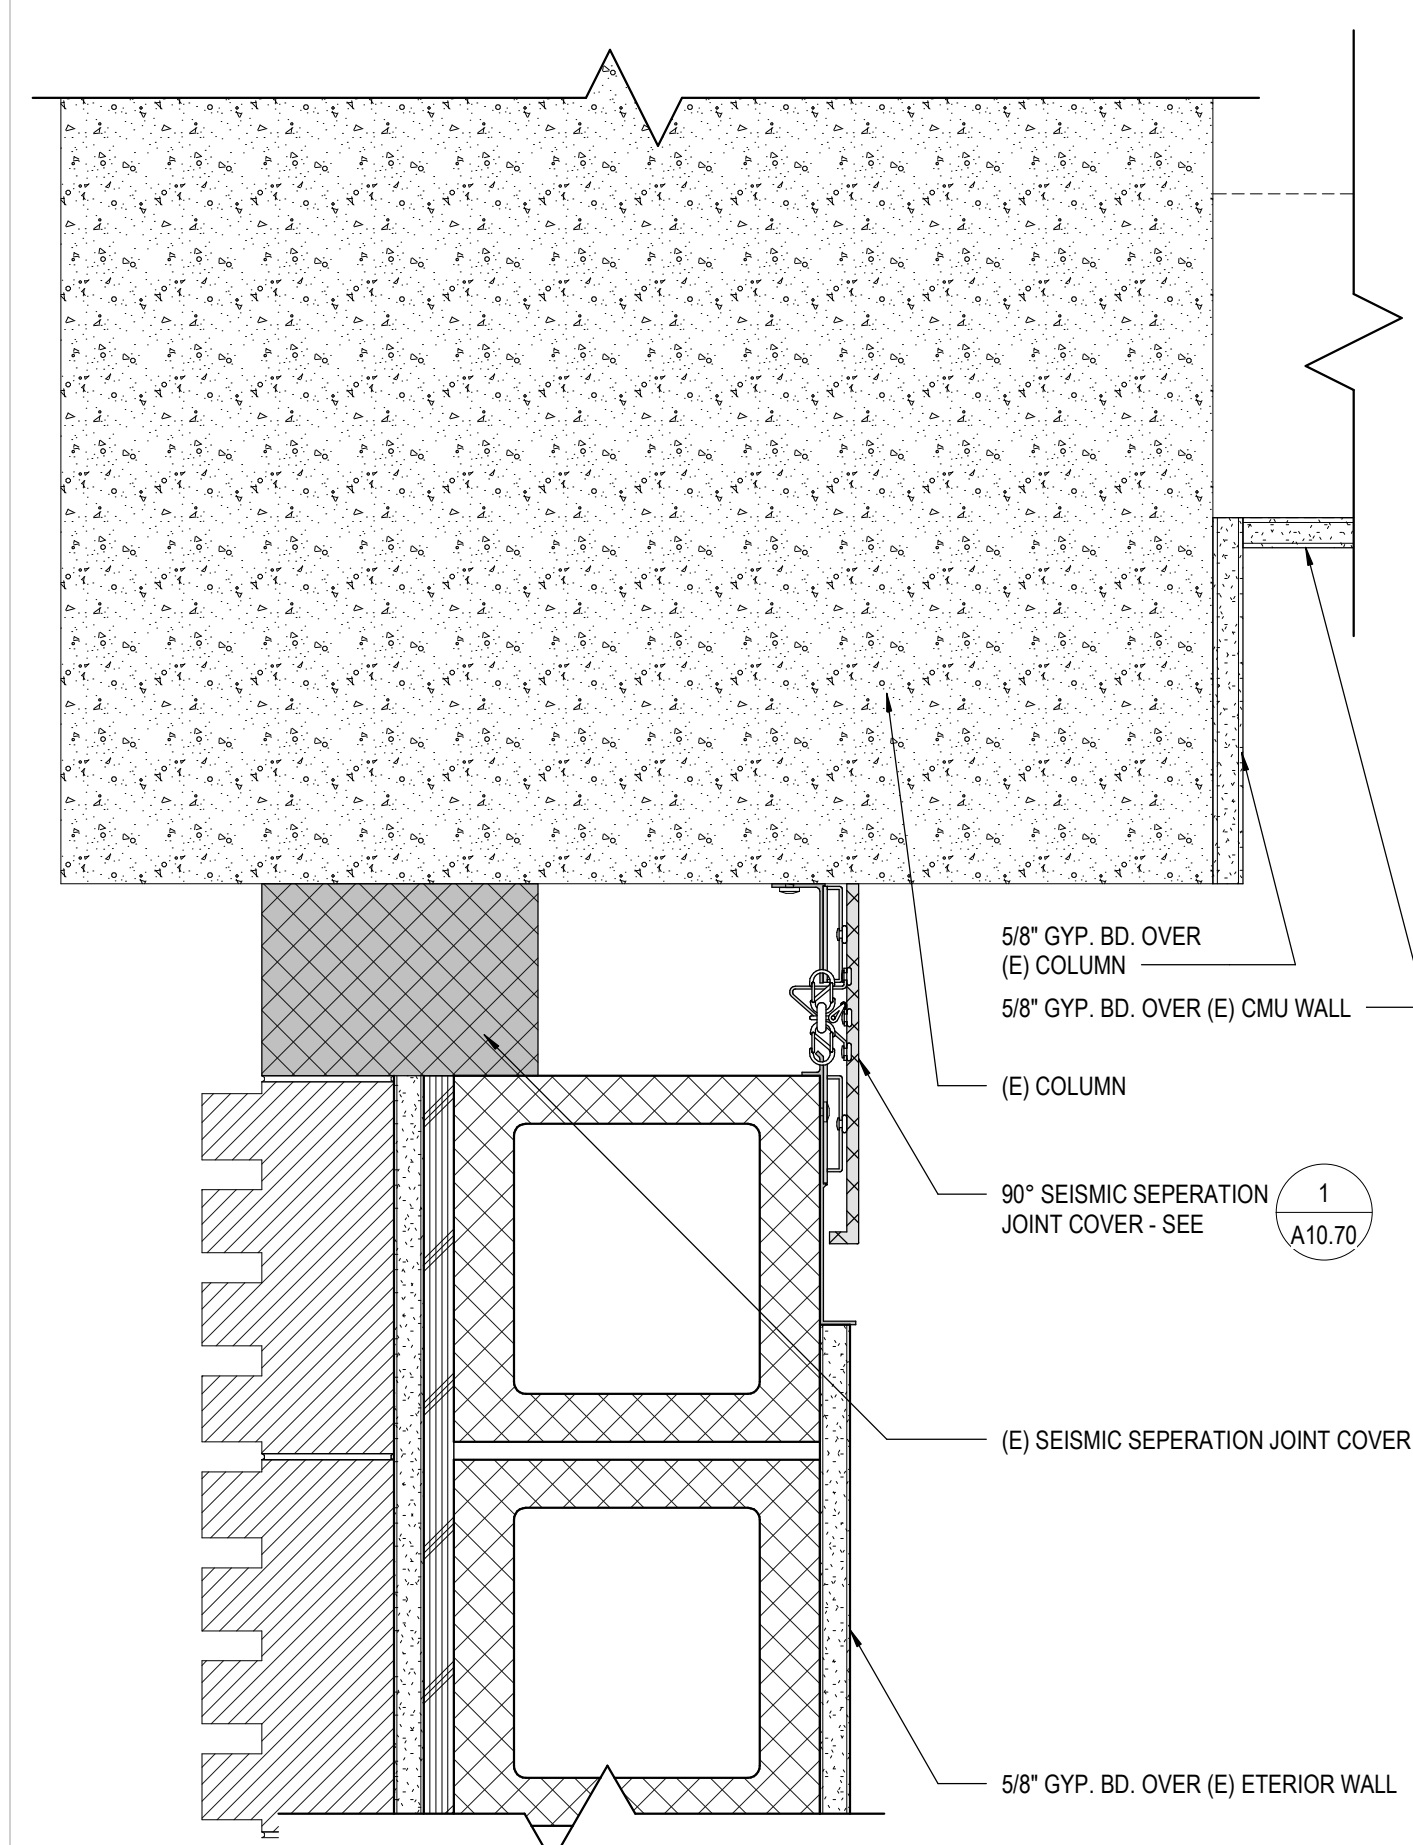 5/8" GYP. BD. OVER
(E) COLUMN
5/8" GYP. BD. OVER (E) CMU WALL
(E) COLUMN
90° SEISMIC SEPERATION
JOINT COVER - SEE
1
A10.70
(E) SEISMIC SEPERATION JOINT COVER
5/8" GYP. BD. OVER (E) ETERIOR WALL